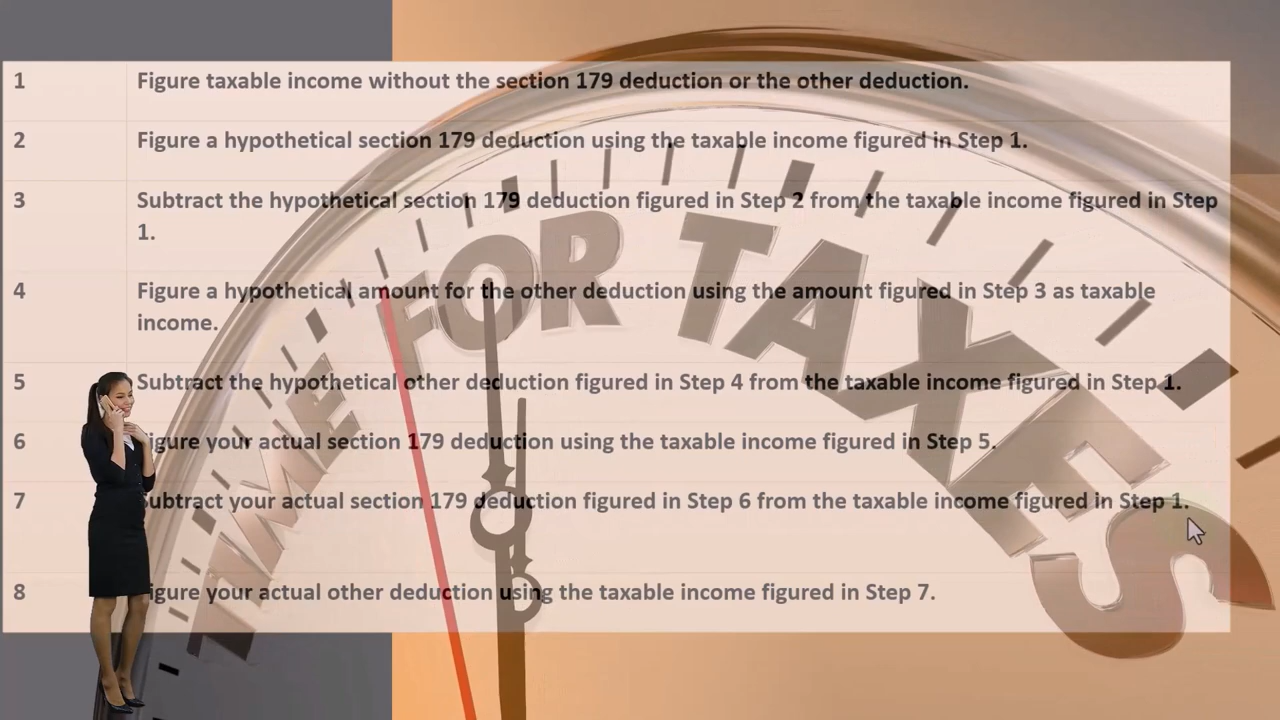 1 Figure taxable income without the section 179 deduction or the other deduction.
2 Figure a hypothetical section 179 deduction using the taxable income figured in Step 1.
3 Subtract the hypothetical section 179 deduction figured in Step 2 from the taxable income figured in Step
1.
4 Figure a hypothetical amount for the other deduction using the amount figured in Step 3 as taxable
income.
5 Subtract the hypothetical other deduction figured in Step 4 from the taxable income figured in Step 1.
6 Figure your actual section 179 deduction using the taxable income figured in Step 5.
7 Subtract your actual section 179 deduction figured in Step 6 from the taxable income figured in Step 1.
8 Figure your actual other deduction using the taxable income figured in Step 7.
TIME FOR TAXES